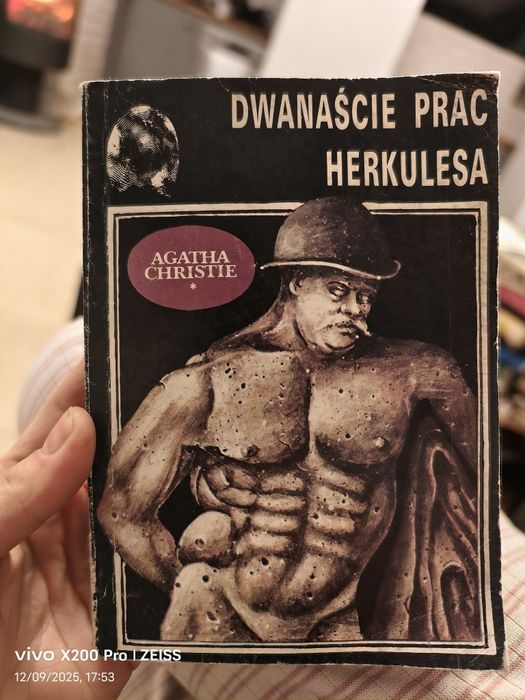 DWANAŚCIE PRAC
HERKULESA
AGATHA
CHRISTIE
*
vivo X200 Pro | ZEISS
12/09/2025, 17:53